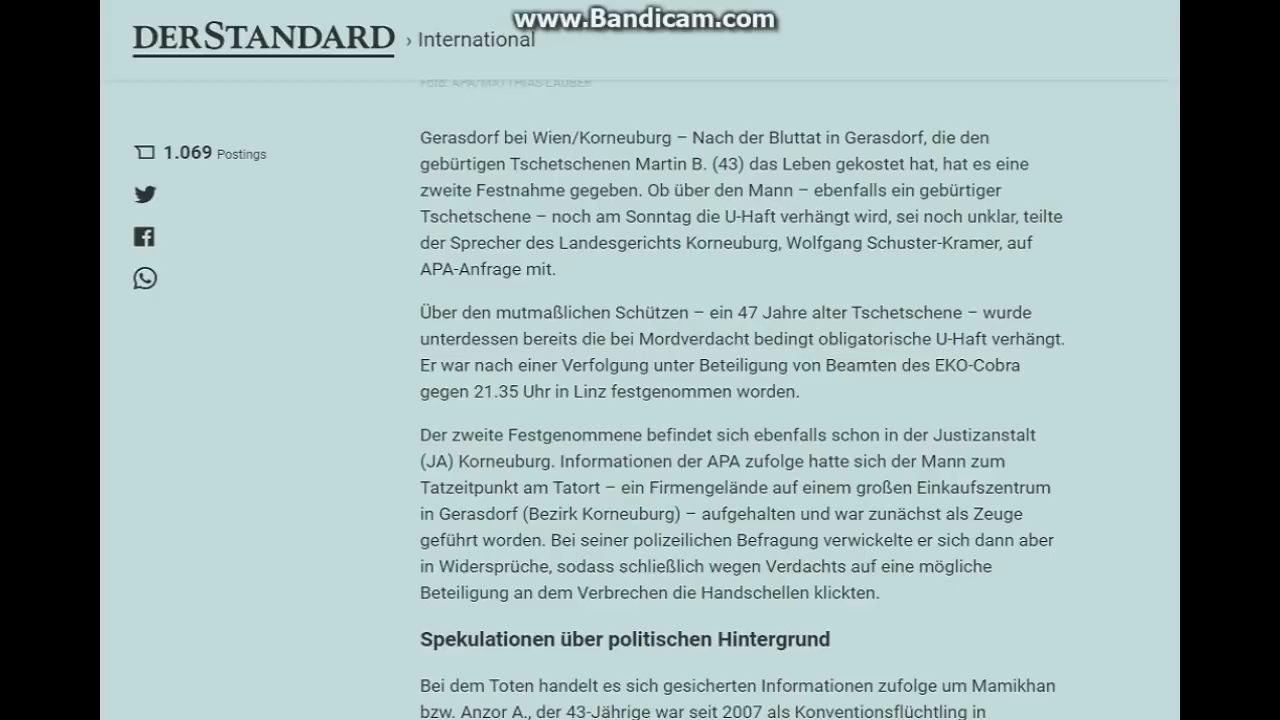 www.Bandicam.com
DERSTANDARD › International
Foto: APA/MATTHIAS LAUBER
1.069 Postings
Gerasdorf bei Wien/Korneuburg – Nach der Bluttat in Gerasdorf, die den
gebürtigen Tschetschenen Martin B. (43) das Leben gekostet hat, hat es eine
zweite Festnahme gegeben. Ob über den Mann – ebenfalls ein gebürtiger
Tschetschene – noch am Sonntag die U-Haft verhängt wird, sei noch unklar, teilte
der Sprecher des Landesgerichts Korneuburg, Wolfgang Schuster-Kramer, auf
APA-Anfrage mit.
Über den mutmaßlichen Schützen – ein 47 Jahre alter Tschetschene – wurde
unterdessen bereits die bei Mordverdacht bedingt obligatorische U-Haft verhängt.
Er war nach einer Verfolgung unter Beteiligung von Beamten des EKO-Cobra
gegen 21.35 Uhr in Linz festgenommen worden.
Der zweite Festgenommene befindet sich ebenfalls schon in der Justizanstalt
(JA) Korneuburg. Informationen der APA zufolge hatte sich der Mann zum
Tatzeitpunkt am Tatort – ein Firmengelände auf einem großen Einkaufszentrum
in Gerasdorf (Bezirk Korneuburg) – aufgehalten und war zunächst als Zeuge
geführt worden. Bei seiner polizeilichen Befragung verwickelte er sich dann aber
in Widersprüche, sodass schließlich wegen Verdachts auf eine mögliche
Beteiligung an dem Verbrechen die Handschellen klickten.
Spekulationen über politischen Hintergrund
Bei dem Toten handelt es sich gesicherten Informationen zufolge um Mamikhan
bzw. Anzor A., der 43-Jährige war seit 2007 als Konventionsflüchtling in